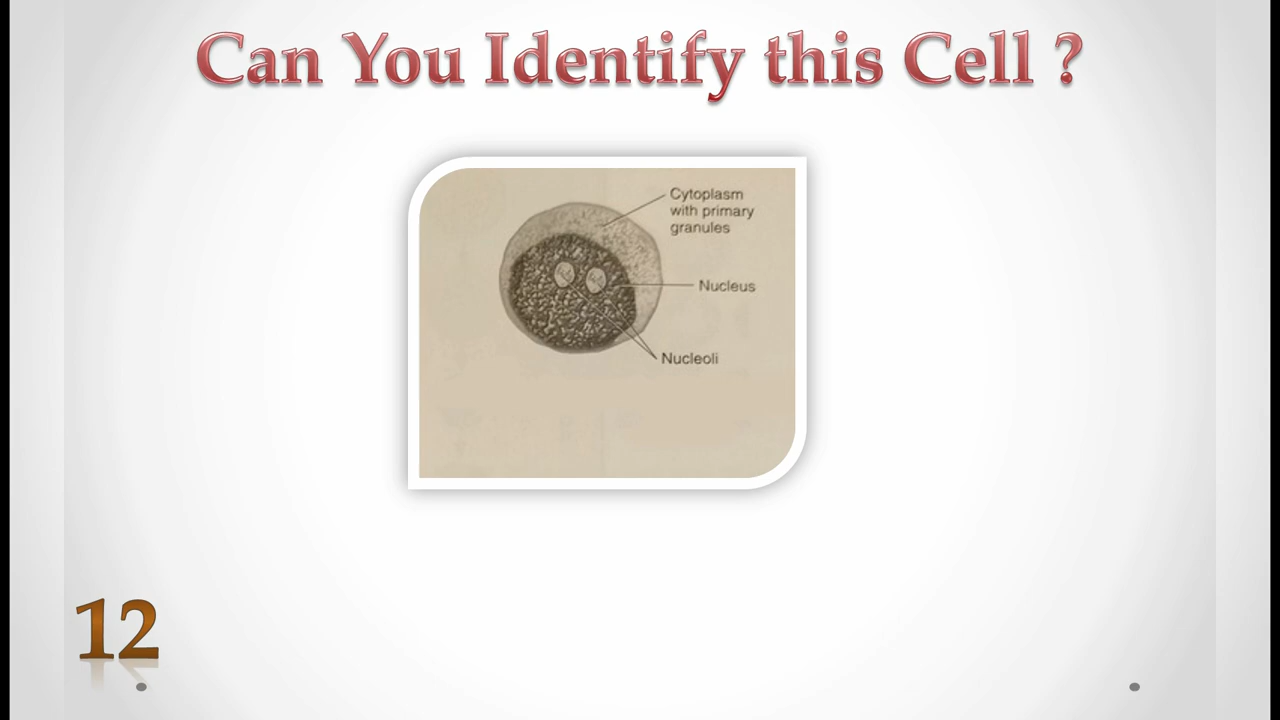 Can You Identify this Cell ?
Cytoplasm
with primary
granules
Nucleus
Nucleoli
12